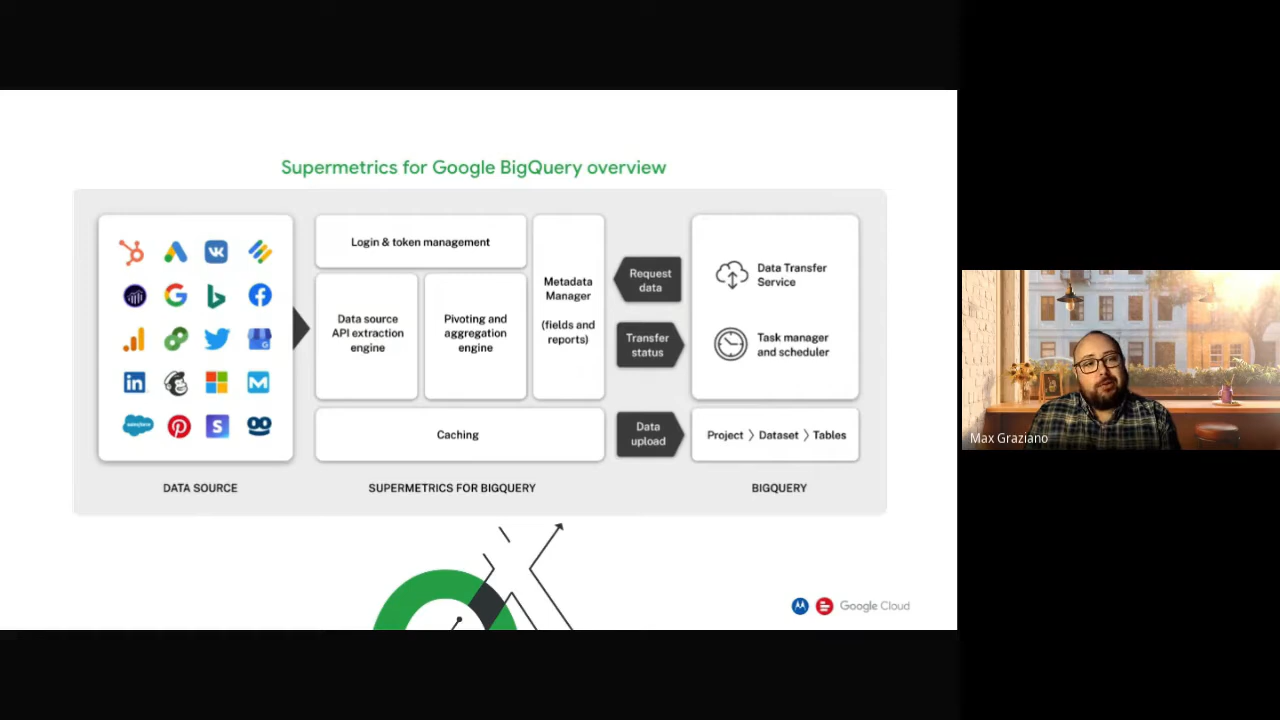 Supermetrics for Google BigQuery overview
Login & token management
Data source
API extraction
engine
Pivoting and
aggregation
engine
Metadata
Manager
(fields and
reports)
Caching
Request
data
Transfer
status
Data
upload
Data Transfer
Service
Task manager
and scheduler
Project 〉 Dataset 〉 Tables
DATA SOURCE
SUPERMETRICS FOR BIGQUERY
BIGQUERY
Google Cloud
Max Graziano